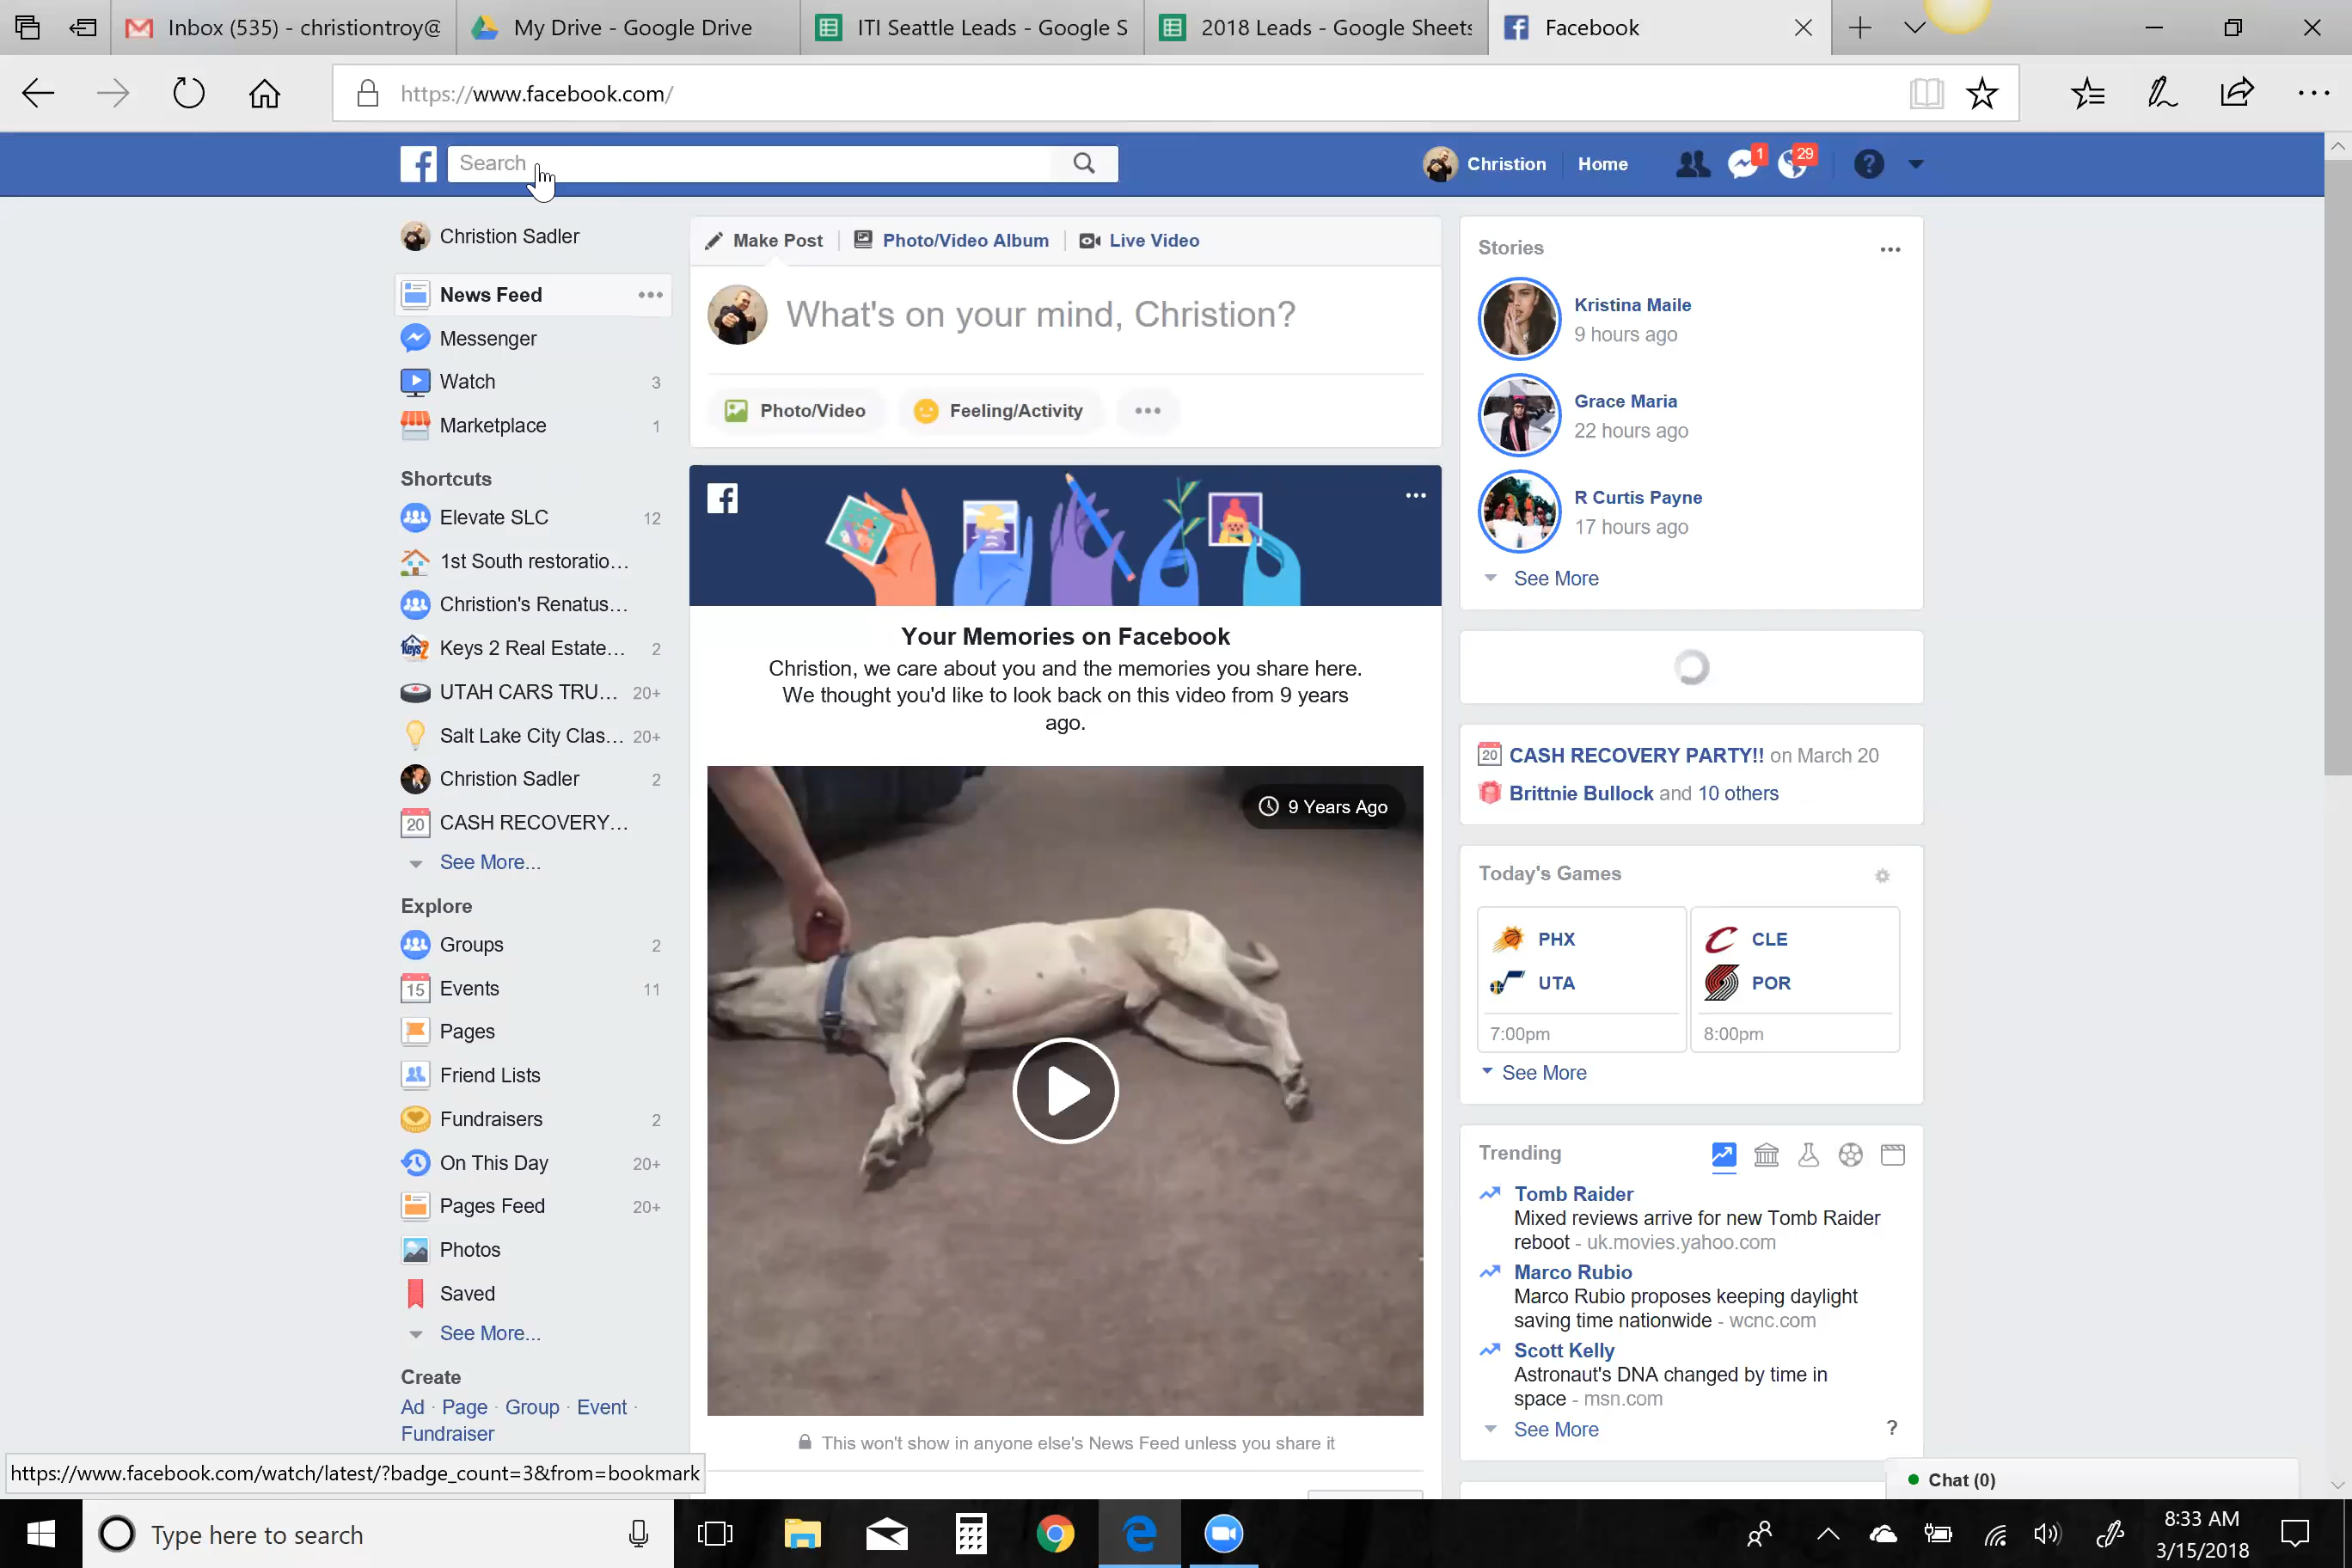 Inbox (535) - christiontroy@
My Drive - Google Drive
ITI Seattle Leads - Google S
2018 Leads - Google Sheets
Facebook
https://www.facebook.com/
Search
Christion
Home
1
29
?
Christion Sadler
News Feed
Messenger
Watch 3
Marketplace 1
Shortcuts
Elevate SLC 12
1st South restoratio...
Christion's Renatus...
Keys 2 Real Estate... 2
UTAH CARS TRU... 20+
Salt Lake City Clas... 20+
Christion Sadler 2
20 CASH RECOVERY...
See More...
Explore
Groups 2
15 Events 11
Pages
Friend Lists
Fundraisers 2
On This Day 20+
Pages Feed 20+
Photos
Saved
See More...
Create
Ad · Page · Group · Event ·
Fundraiser
https://www.facebook.com/watch/latest/?badge_count=3&from=bookmark
Make Post
Photo/Video Album
Live Video
What's on your mind, Christion?
Photo/Video
Feeling/Activity
Your Memories on Facebook
Christion, we care about you and the memories you share here.
We thought you'd like to look back on this video from 9 years
ago.
9 Years Ago
This won't show in anyone else's News Feed unless you share it
Stories
Kristina Maile
9 hours ago
Grace Maria
22 hours ago
R Curtis Payne
17 hours ago
See More
20 CASH RECOVERY PARTY!! on March 20
Brittnie Bullock and 10 others
Today's Games
PHX
UTA
7:00pm
CLE
POR
8:00pm
See More
Trending
Tomb Raider
Mixed reviews arrive for new Tomb Raider
reboot - uk.movies.yahoo.com
Marco Rubio
Marco Rubio proposes keeping daylight
saving time nationwide - wcnc.com
Scott Kelly
Astronaut's DNA changed by time in
space - msn.com
See More
?
Chat (0)
Type here to search
8:33 AM
3/15/2018